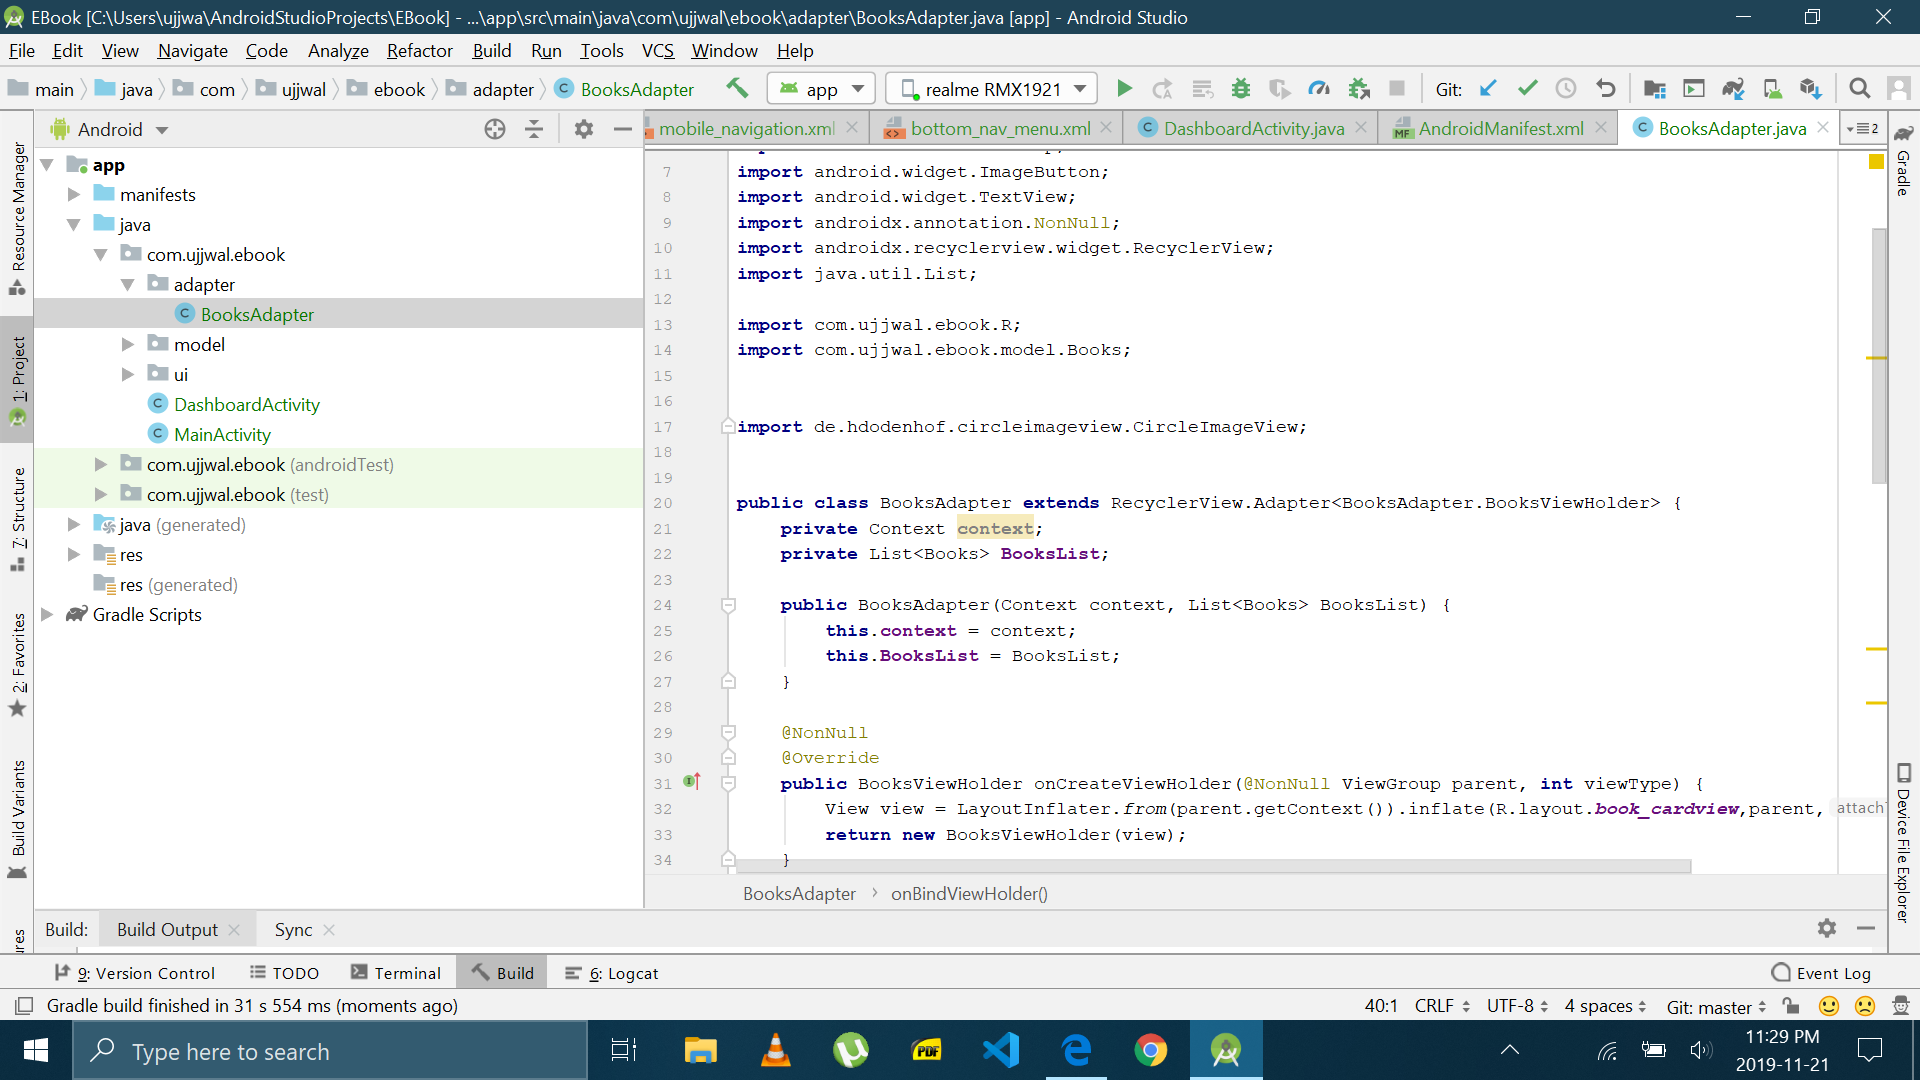 EBook [C:\Users\ujjwa\AndroidStudioProjects\EBook] - ...\app\src\main\java\com\ujjwal\ebook\adapter\BooksAdapter.java [app] - Android Studio
File Edit View Navigate Code Analyze Refactor Build Run Tools VCS Window Help
main java com ujjwal ebook adapter BooksAdapter app realme RMX1921 Git:
Android
mobile_navigation.xml bottom_nav_menu.xml DashboardActivity.java AndroidManifest.xml BooksAdapter.java 2
Resource Manager
1: Project
7: Structure
2: Favorites
Build Variants
app
manifests
java
com.ujjwal.ebook
adapter
BooksAdapter
model
ui
DashboardActivity
MainActivity
com.ujjwal.ebook (androidTest)
com.ujjwal.ebook (test)
java (generated)
res
res (generated)
Gradle Scripts
7 import android.widget.ImageButton;
8 import android.widget.TextView;
9 import androidx.annotation.NonNull;
10 import androidx.recyclerview.widget.RecyclerView;
11 import java.util.List;
12
13 import com.ujjwal.ebook.R;
14 import com.ujjwal.ebook.model.Books;
15
16
17 import de.hdodenhof.circleimageview.CircleImageView;
18
19
20 public class BooksAdapter extends RecyclerView.Adapter<BooksAdapter.BooksViewHolder> {
21 private Context context;
22 private List<Books> BooksList;
23
24 public BooksAdapter(Context context, List<Books> BooksList) {
25 this.context = context;
26 this.BooksList = BooksList;
27 }
28
29 @NonNull
30 @Override
31 public BooksViewHolder onCreateViewHolder(@NonNull ViewGroup parent, int viewType) {
32 View view = LayoutInflater.from(parent.getContext()).inflate(R.layout.book_cardview,parent, attach
33 return new BooksViewHolder(view);
34 }
BooksAdapter > onBindViewHolder()
Gradle
Device File Explorer
Build: Build Output Sync
9: Version Control TODO Terminal Build 6: Logcat Event Log
Gradle build finished in 31 s 554 ms (moments ago) 40:1 CRLF UTF-8 4 spaces Git: master
Type here to search
PDF
11:29 PM
2019-11-21